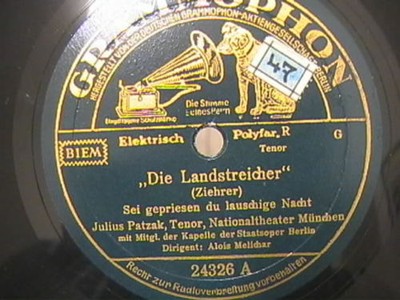 GRAMMOPHON
HERGESTELLT VON DER DEUTSCHEN GRAMMOPHON-AKTIENGESELLSCHAFT, BERLIN
47
Die Stimme
seines Herrn
Eingetragene Schutzmarke
Elektrisch Polyfar, R G
Tenor
BIEM
„Die Landstreicher“
(Ziehrer)
Sei gepriesen du lauschige Nacht
Julius Patzak, Tenor, Nationaltheater München
mit Mitgl. der Kapelle der Staatsoper Berlin
Dirigent: Alois Melichar
24326 A
Recht zur Radioverbreitung vorbehalten